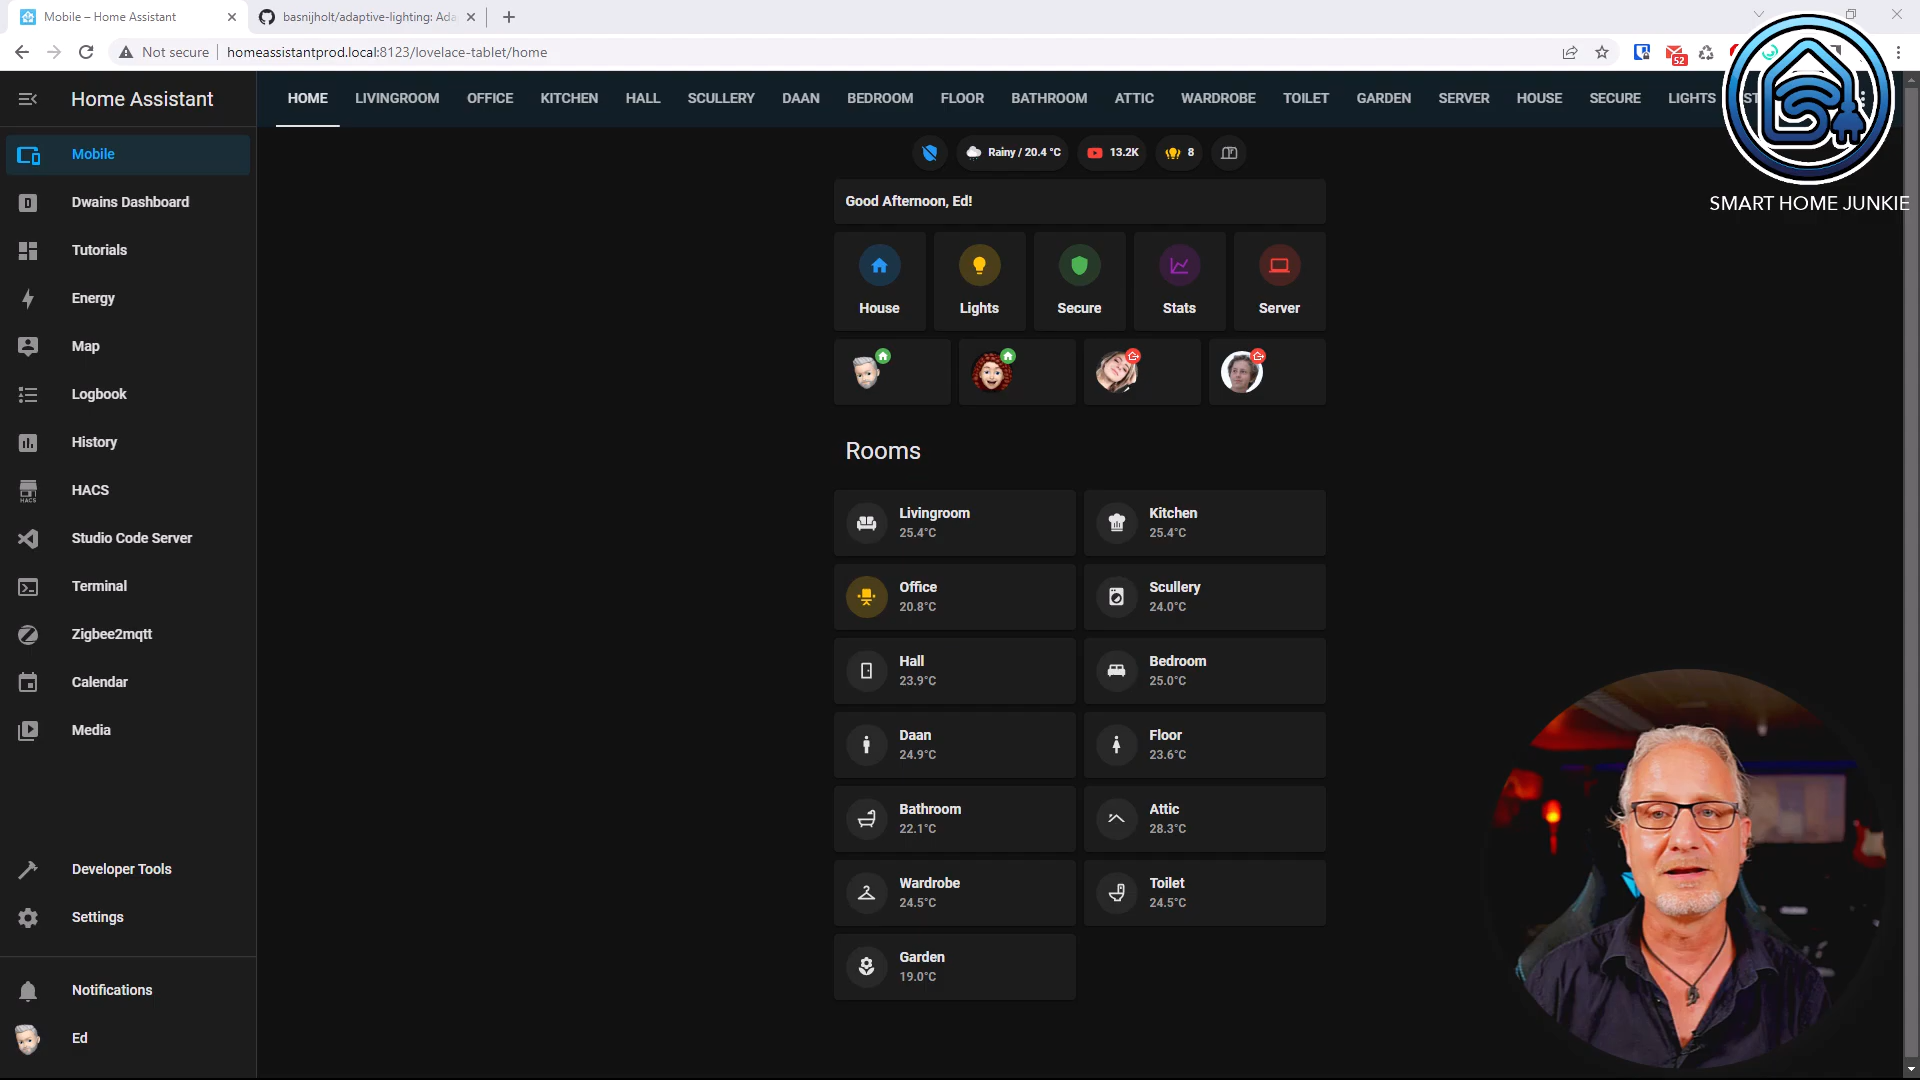 Mobile – Home Assistant
basnijholt/adaptive-lighting: Ada
Not secure
homeassistantprod.local:8123/lovelace-tablet/home
52
Home Assistant
HOME LIVINGROOM OFFICE KITCHEN HALL SCULLERY DAAN BEDROOM FLOOR BATHROOM ATTIC WARDROBE TOILET GARDEN SERVER HOUSE SECURE LIGHTS ST
SMART HOME JUNKIE
Mobile
Dwains Dashboard
Tutorials
Energy
Map
Logbook
History
HACS
HACS
Studio Code Server
Terminal
Zigbee2mqtt
Calendar
Media
Developer Tools
Settings
Notifications
Ed
Rainy / 20.4 °C
13.2K
8
Good Afternoon, Ed!
House
Lights
Secure
Stats
Server
Rooms
Livingroom
25.4°C
Kitchen
25.4°C
Office
20.8°C
Scullery
24.0°C
Hall
23.9°C
Bedroom
25.0°C
Daan
24.9°C
Floor
23.6°C
Bathroom
22.1°C
Attic
28.3°C
Wardrobe
24.5°C
Toilet
24.5°C
Garden
19.0°C